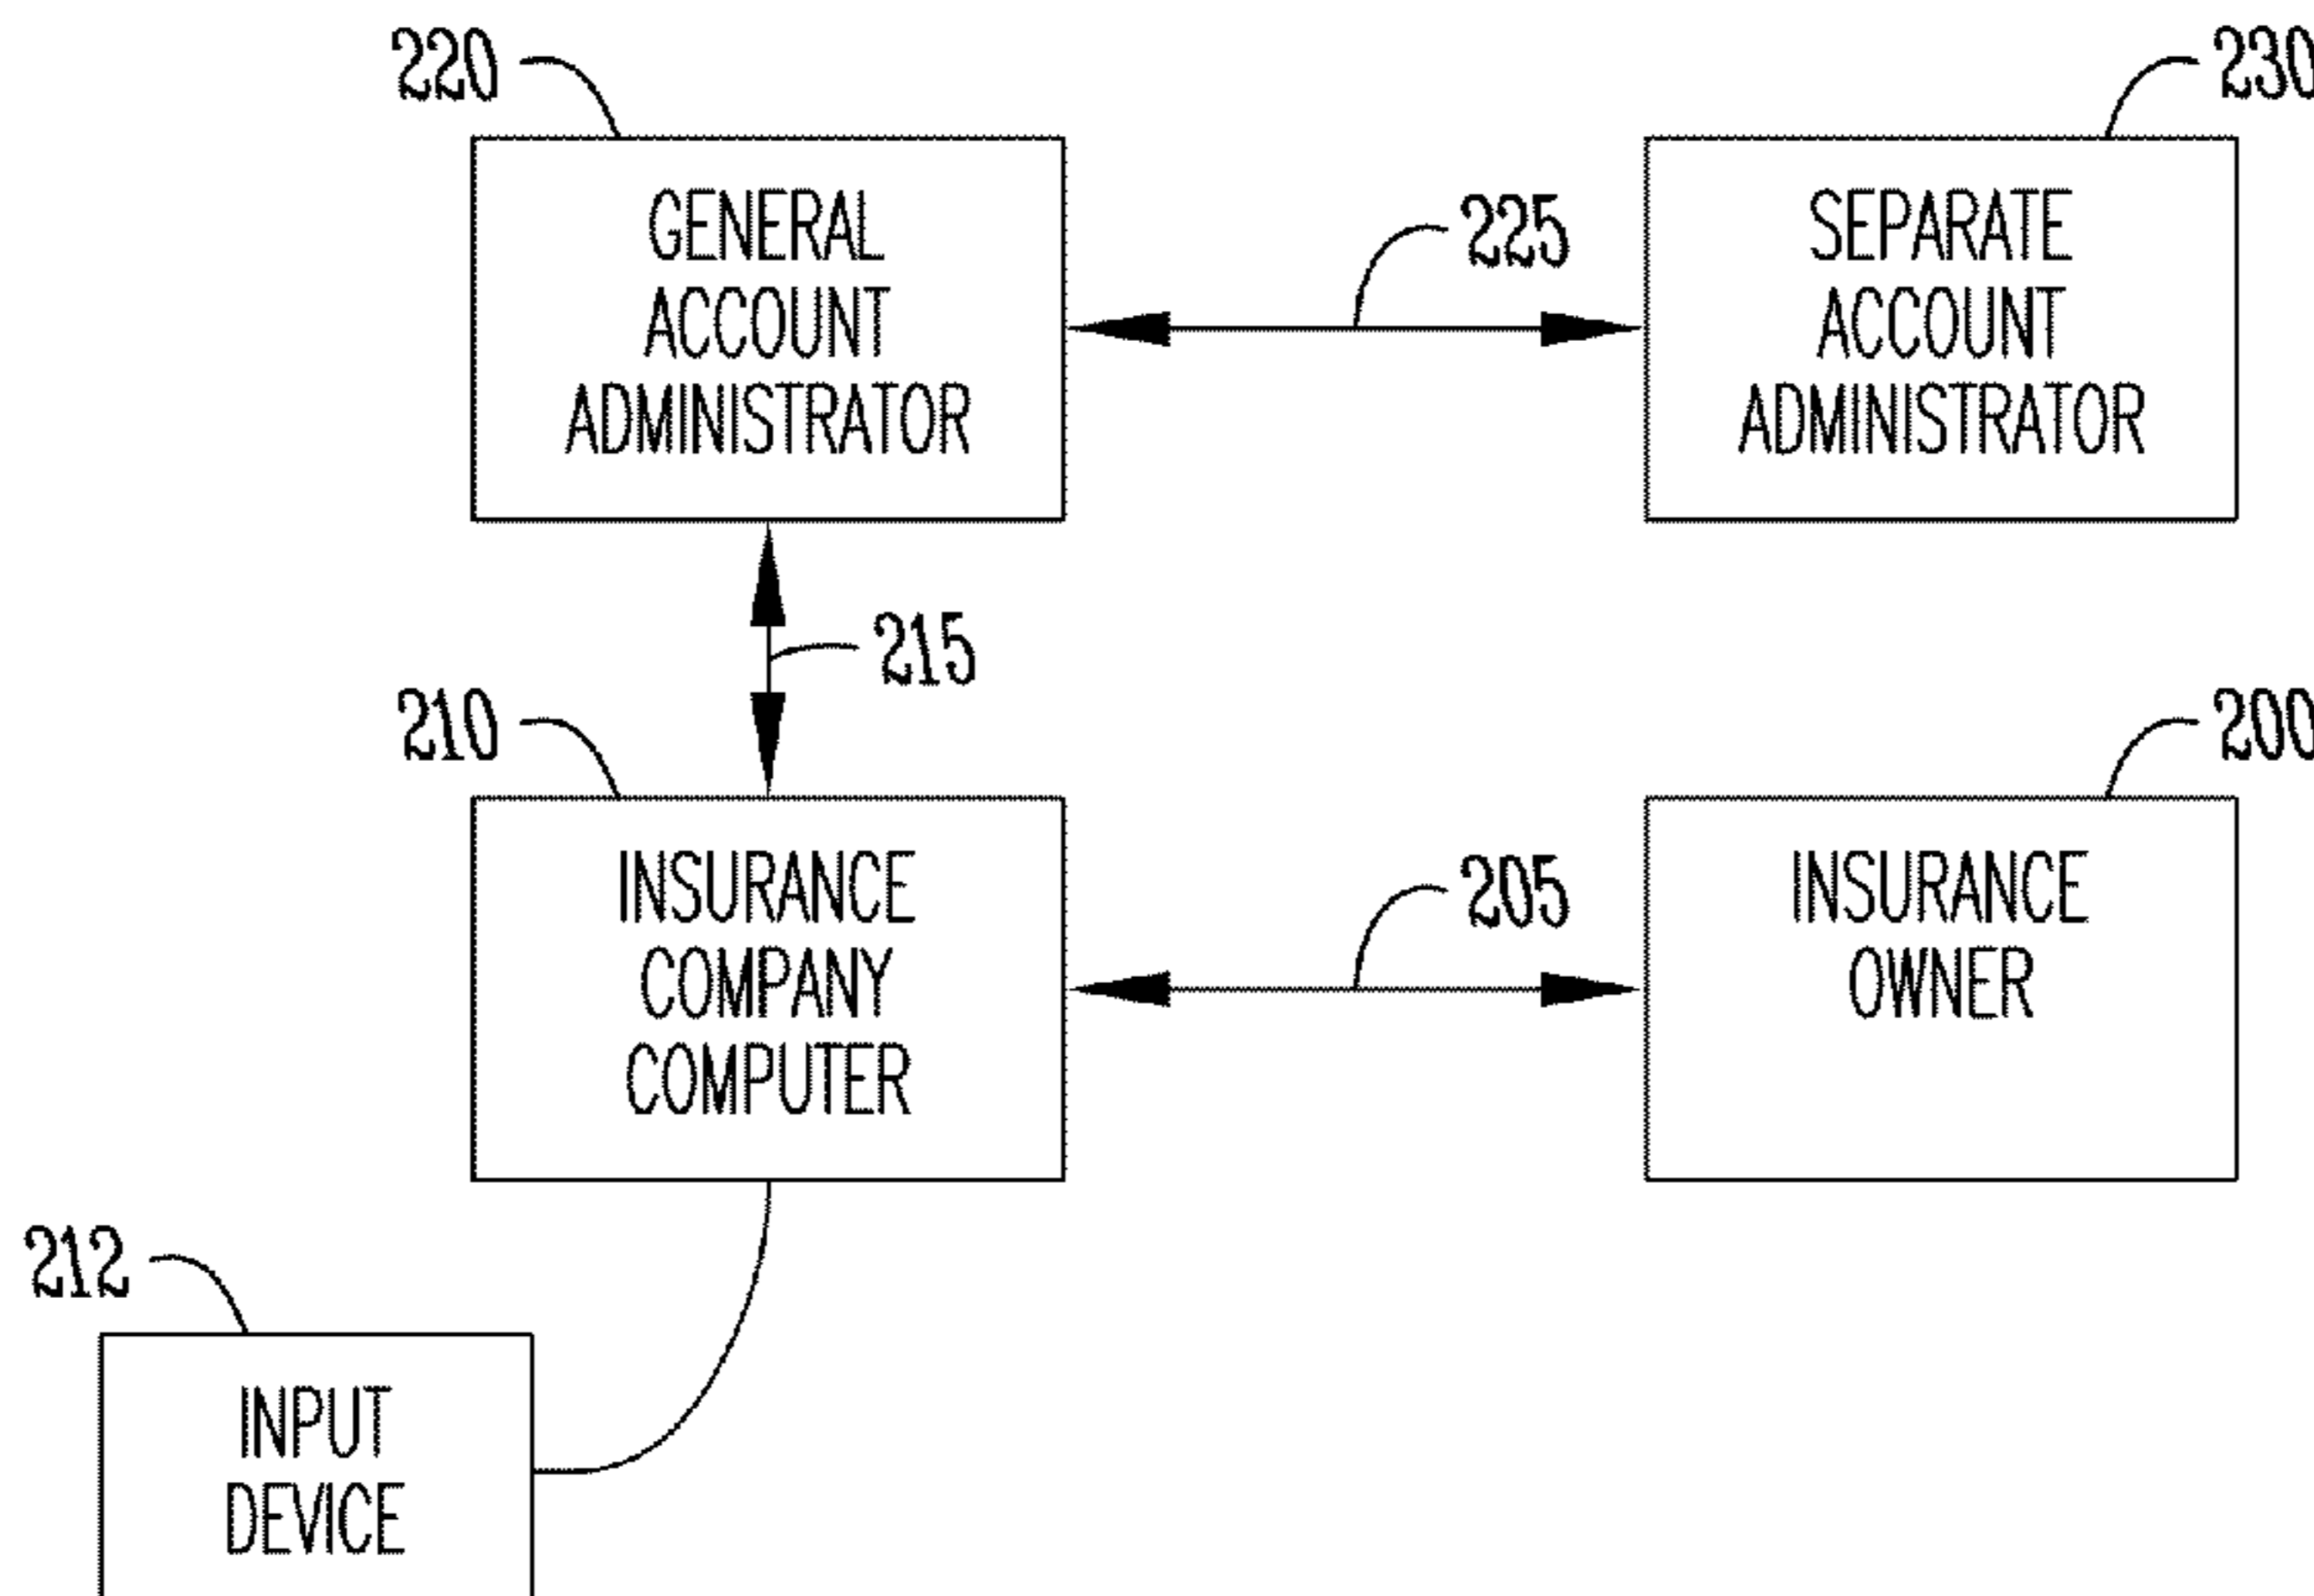 220
230
GENERAL
ACCOUNT
ADMINISTRATOR
225
SEPARATE
ACCOUNT
ADMINISTRATOR
215
210
200
INSURANCE
COMPANY
COMPUTER
205
INSURANCE
OWNER
212
INPUT
DEVICE